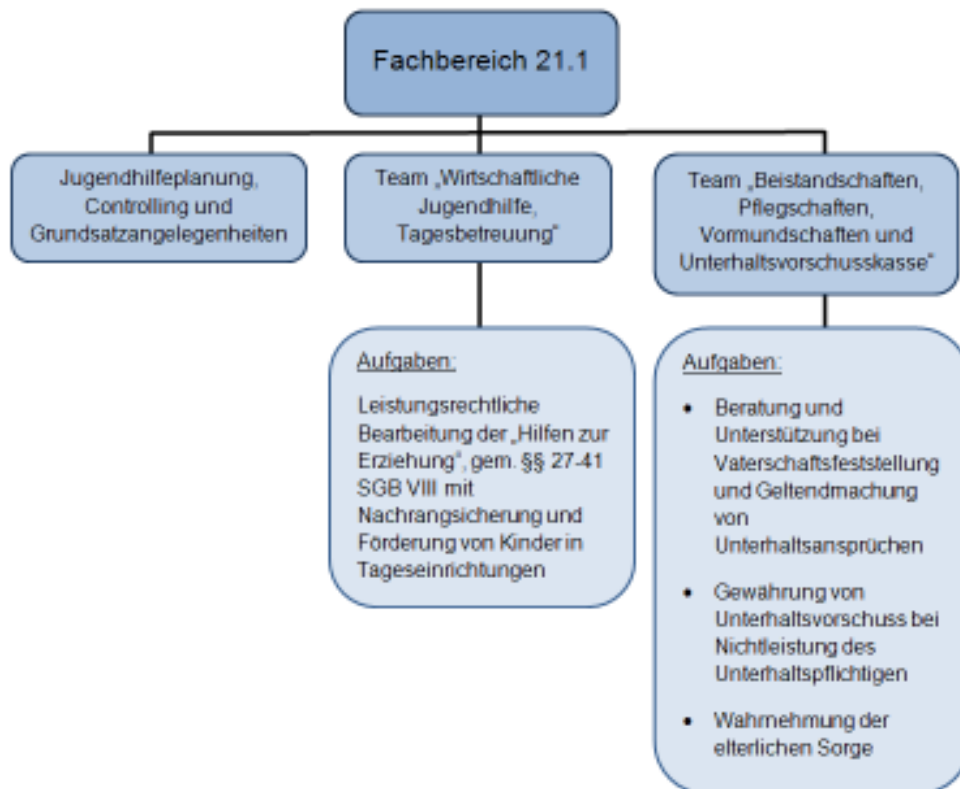 Fachbereich 21.1
Jugendhilfeplanung,
Controlling und
Grundsatzangelegenheiten
Team „Wirtschaftliche
Jugendhilfe,
Tagesbetreuung“
Team „Beistandschaften,
Pflegschaften,
Vormundschaften und
Unterhaltsvorschusskasse“
Aufgaben:
Leistungsrechtliche
Bearbeitung der „Hilfen zur
Erziehung“, gem. §§ 27-41
SGB VIII mit
Nachrangsicherung und
Förderung von Kinder in
Tageseinrichtungen
Aufgaben:
• Beratung und
Unterstützung bei
Vaterschaftsfeststellung
und Geltendmachung
von
Unterhaltsansprüchen
• Gewährung von
Unterhaltsvorschuss bei
Nichtleistung des
Unterhaltspflichtigen
• Wahrnehmung der
elterlichen Sorge